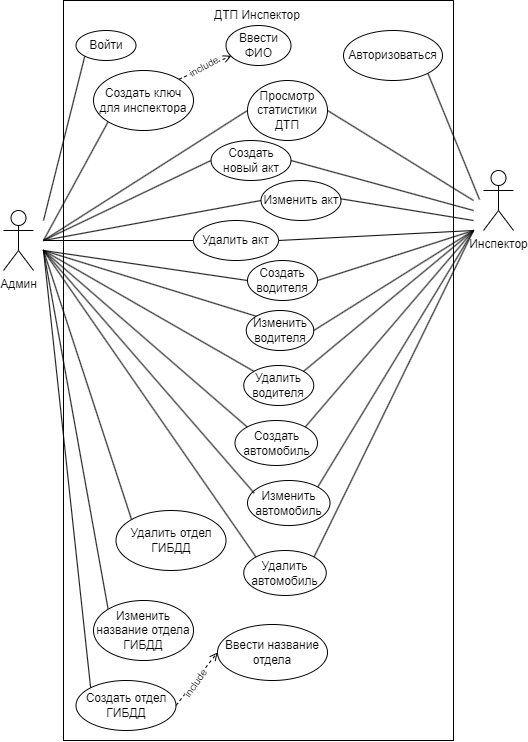 ДТП Инспектор
Войти
Ввести
ФИО
Авторизоваться
include
Создать ключ
для инспектора
Просмотр
статистики
ДТП
Создать
новый акт
Изменить акт
Удалить акт
Инспектор
Админ
Создать
водителя
Изменить
водителя
Удалить
водителя
Создать
автомобиль
Изменить
автомобиль
Удалить отдел
ГИБДД
Удалить
автомобиль
Изменить
название отдела
ГИБДД
Ввести название
отдела
include
Создать отдел
ГИБДД